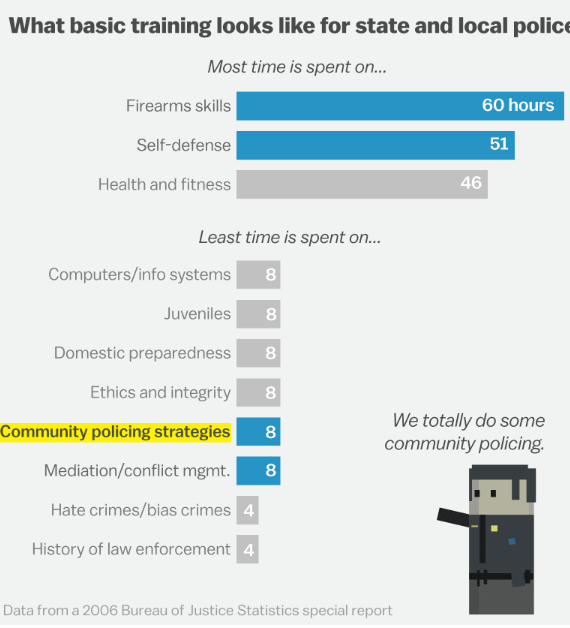 What basic training looks like for state and local police
Most time is spent on...
Firearms skills 60 hours
Self-defense 51
Health and fitness 46
Least time is spent on...
Computers/info systems 8
Juveniles 8
Domestic preparedness 8
Ethics and integrity 8
Community policing strategies 8
Mediation/conflict mgmt. 8
Hate crimes/bias crimes 4
History of law enforcement 4
We totally do some
community policing.
Data from a 2006 Bureau of Justice Statistics special report